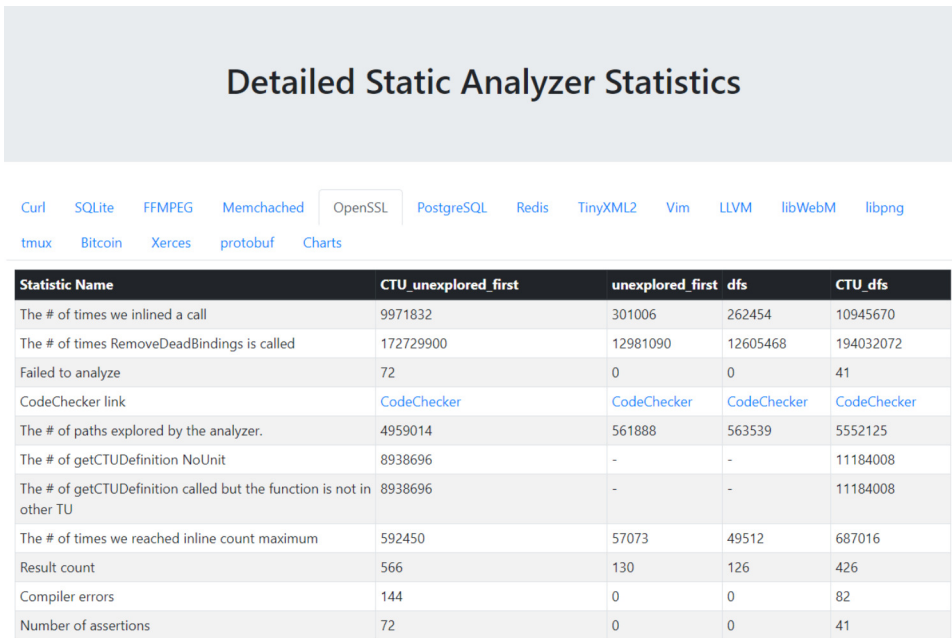 Detailed Static Analyzer Statistics
Curl SQLite FFMPEG Memchached OpenSSL PostgreSQL Redis TinyXML2 Vim LLVM libWebM libpng
tmux Bitcoin Xerces protobuf Charts
Statistic Name CTU_unexplored_first unexplored_first dfs CTU_dfs
The # of times we inlined a call 9971832 301006 262454 10945670
The # of times RemoveDeadBindings is called 172729900 12981090 12605468 194032072
Failed to analyze 72 0 0 41
CodeChecker link CodeChecker CodeChecker CodeChecker CodeChecker
The # of paths explored by the analyzer. 4959014 561888 563539 5552125
The # of getCTUDefinition NoUnit 8938696 - - 11184008
The # of getCTUDefinition called but the function is not in 8938696 - - 11184008
other TU
The # of times we reached inline count maximum 592450 57073 49512 687016
Result count 566 130 126 426
Compiler errors 144 0 0 82
Number of assertions 72 0 0 41